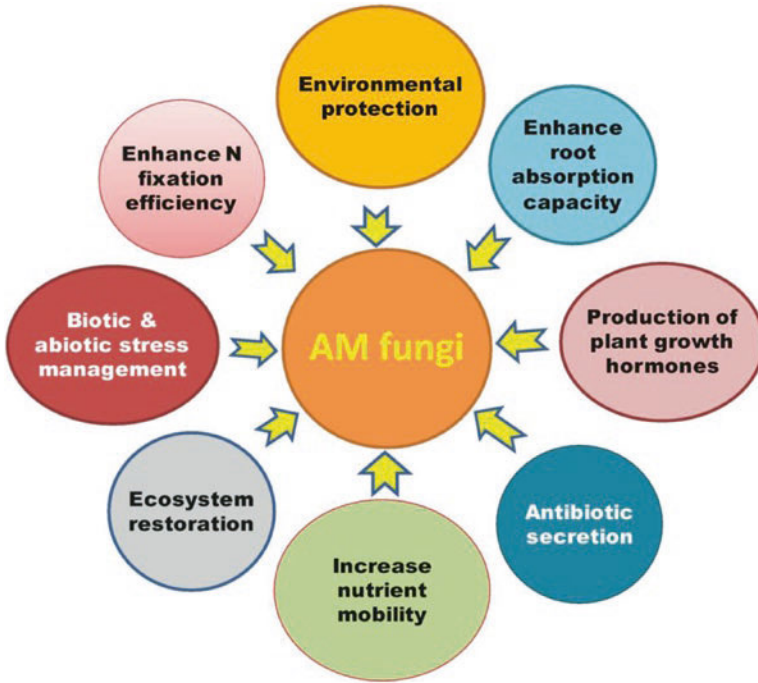 Environmental
protection
Enhance root
absorption
capacity
Production of
plant growth
hormones
Antibiotic
secretion
Increase
nutrient
mobility
Ecosystem
restoration
Biotic &
abiotic stress
management
Enhance N
fixation
efficiency
AM fungi